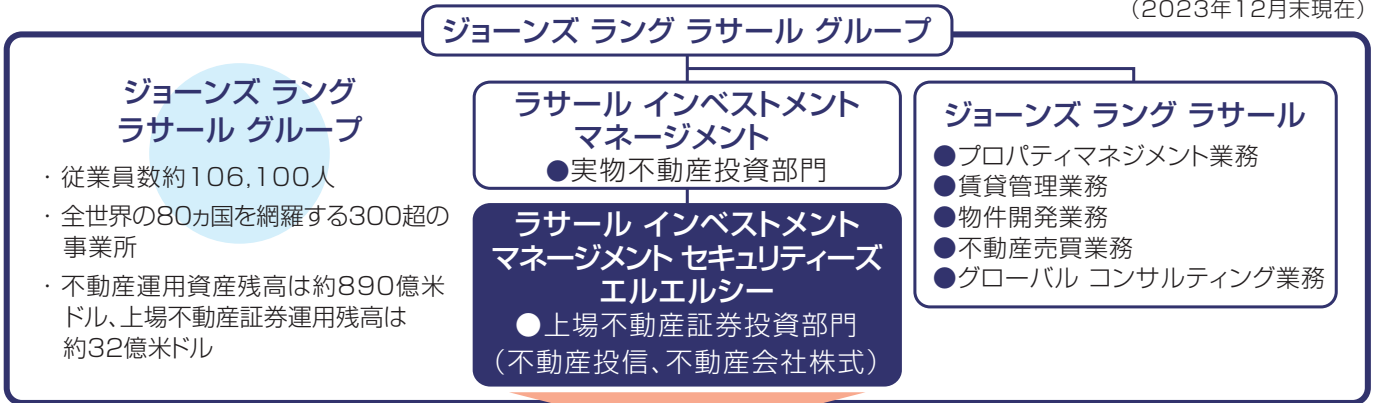 （2023年12月末現在）
ジョーンズ ラング ラサール グループ
ジョーンズ ラング
ラサール グループ
・従業員数約106,100人
・全世界の80ヵ国を網羅する300超の
事業所
・不動産運用資産残高は約890億米
ドル、上場不動産証券運用残高は
約32億米ドル
ラサール インベストメント
マネージメント
●実物不動産投資部門
ラサール インベストメント
マネージメント セキュリティーズ
エルエルシー
●上場不動産証券投資部門
（不動産投信、不動産会社株式）
ジョーンズ ラング ラサール
●プロパティマネジメント業務
●賃貸管理業務
●物件開発業務
●不動産売買業務
●グローバル コンサルティング業務